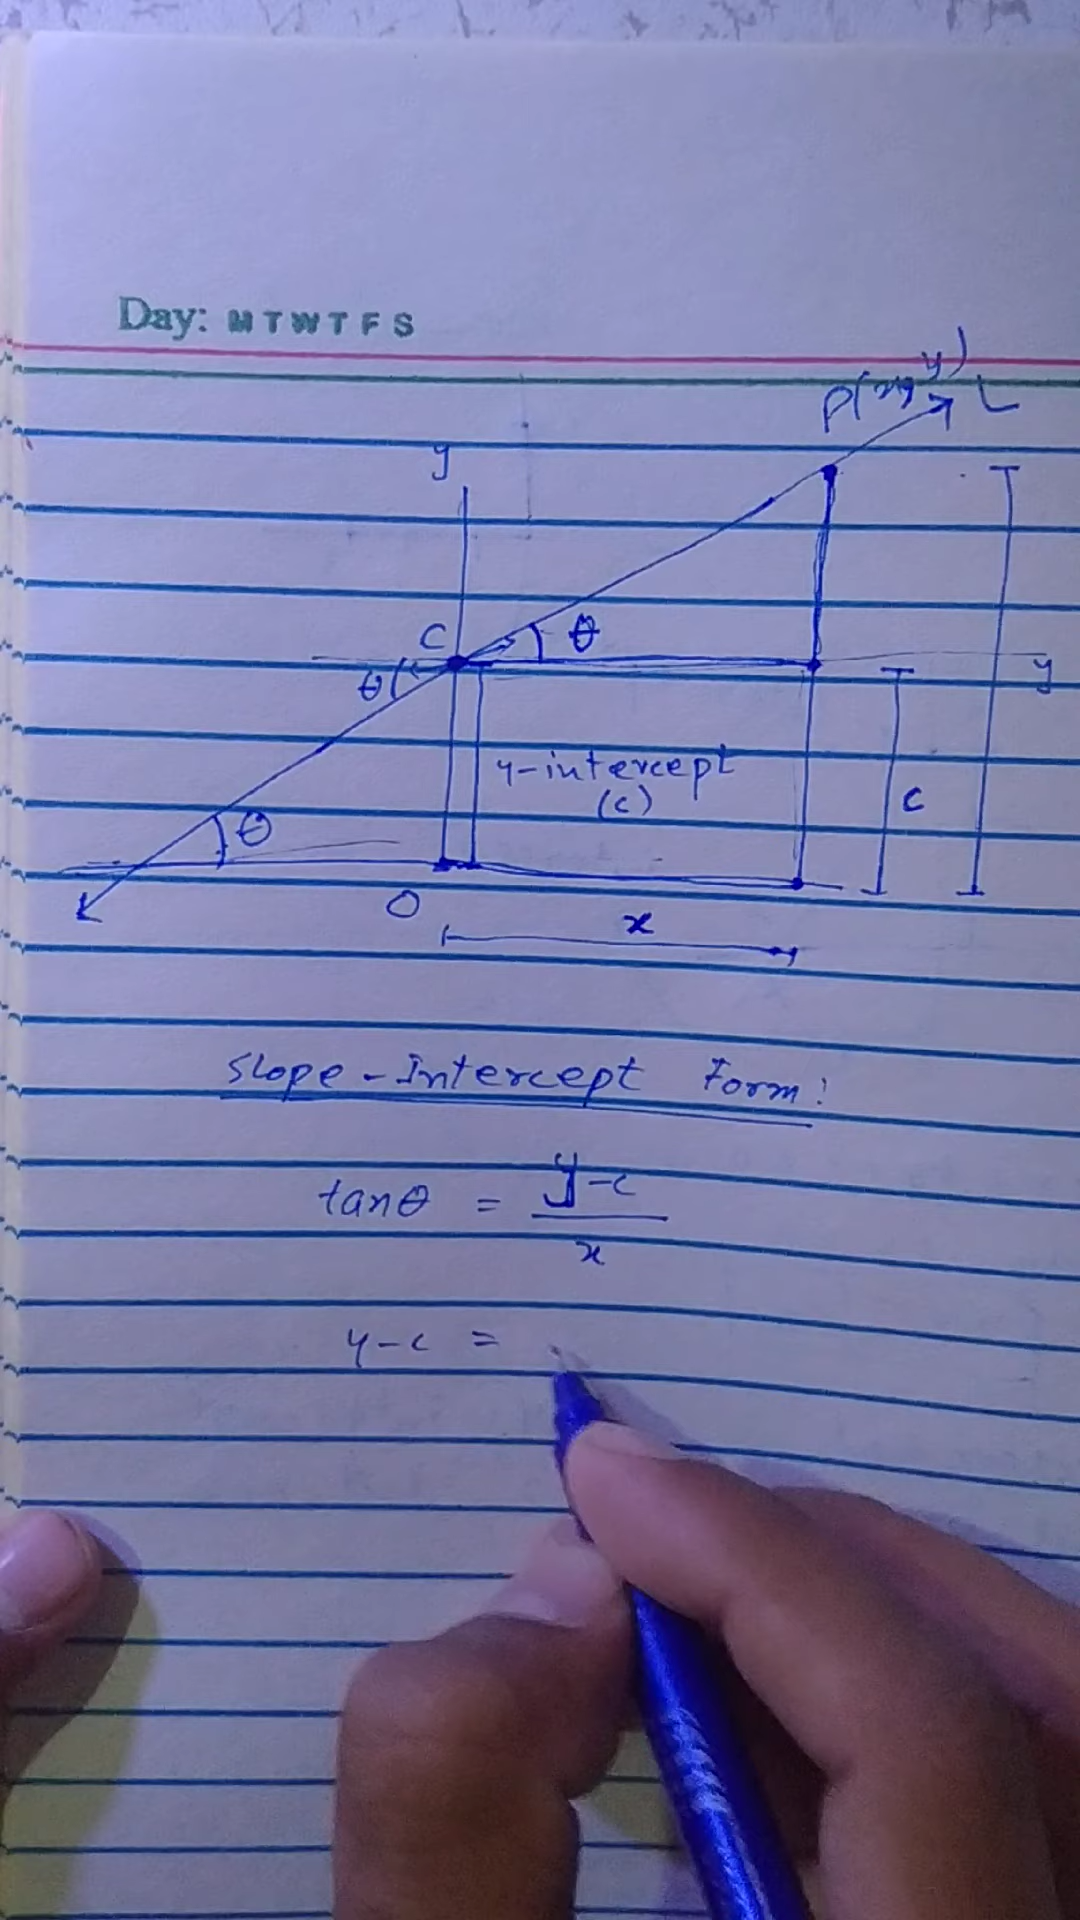 Day: M T W T F S
P(x, y)
L
y
C
θ
θ
y
y-intercept
(c)
c
θ
O
x
Slope-Intercept Form:
tanθ = y-c
x
y-c =